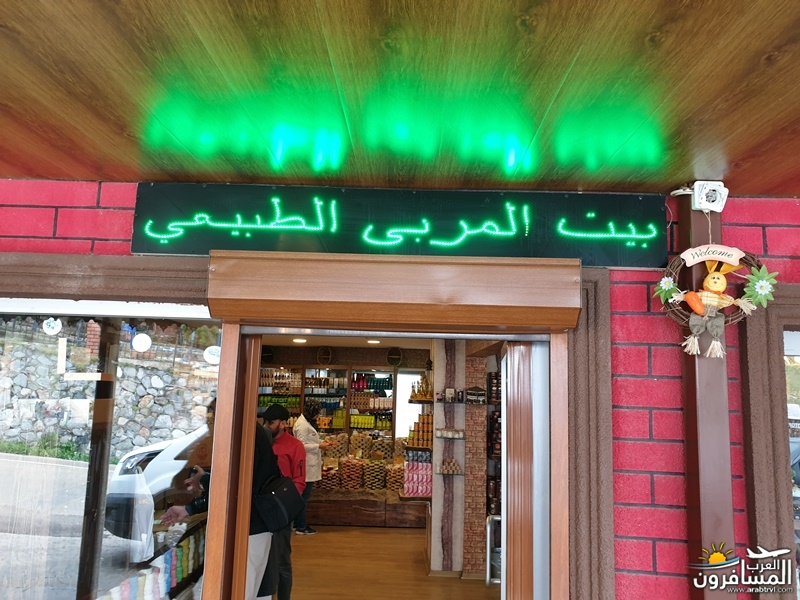 بيت المربى الطبيعي
Welcome
العرب
المسافرون
www.arabtrvl.com